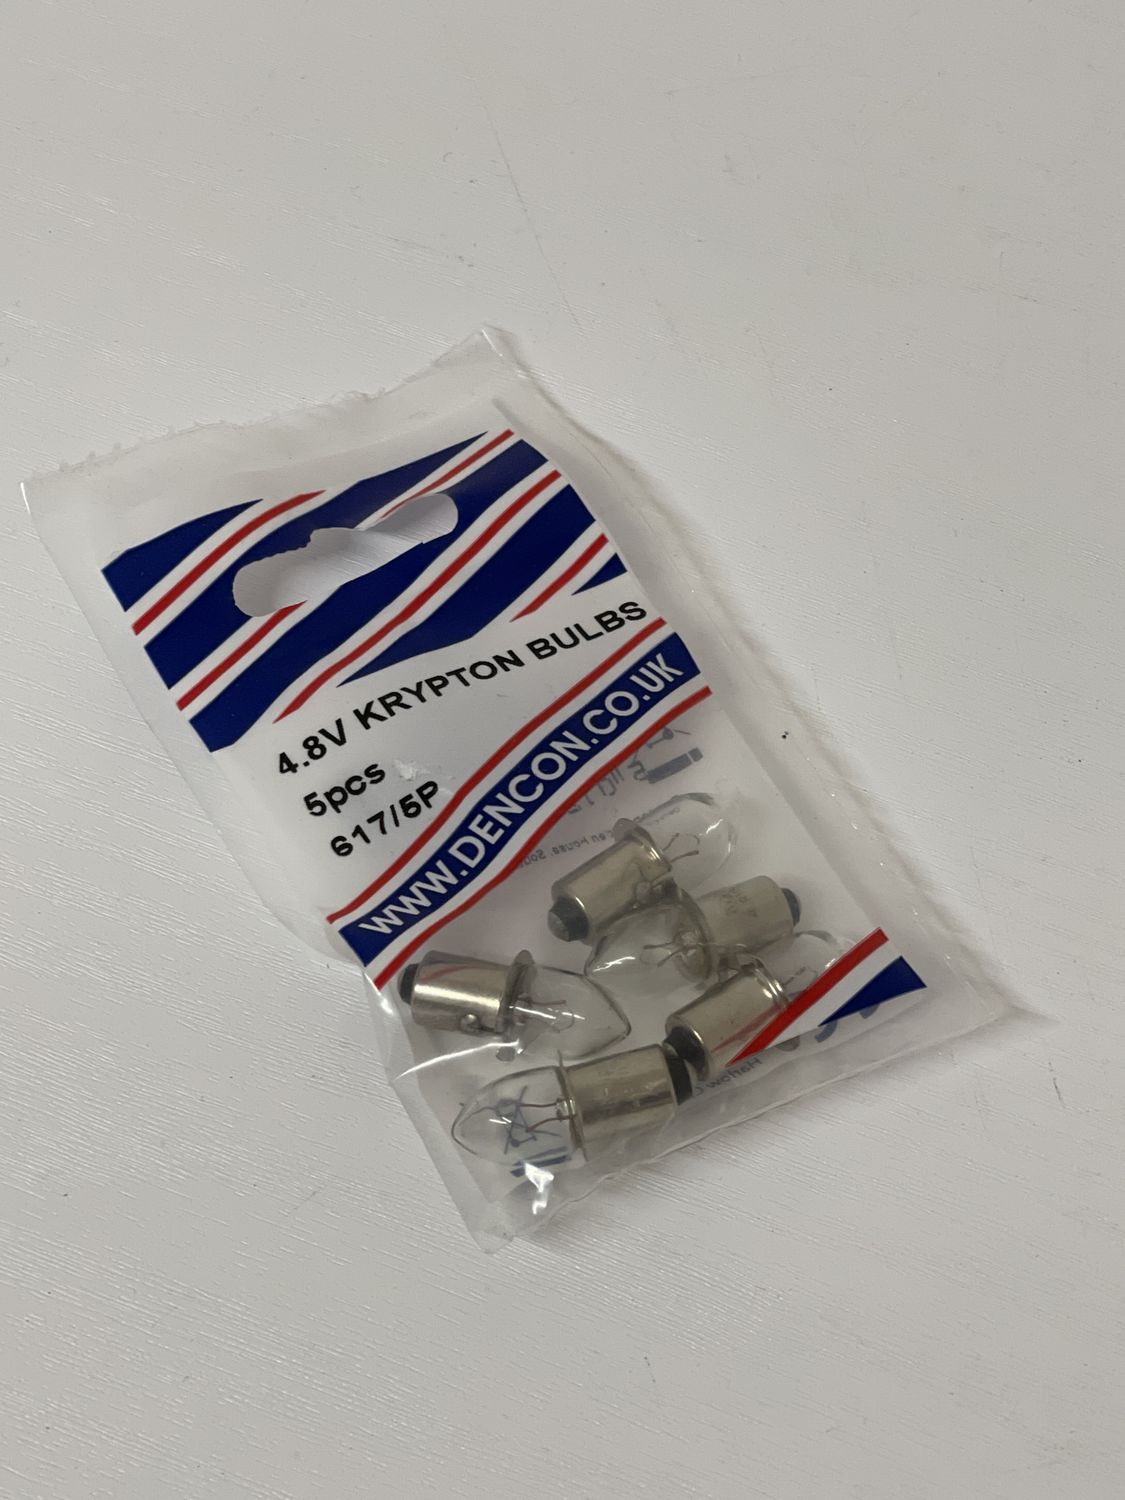 4.8V KRYPTON BULBS
5pcs
617/5P
WWW.DENCON.CO.UK